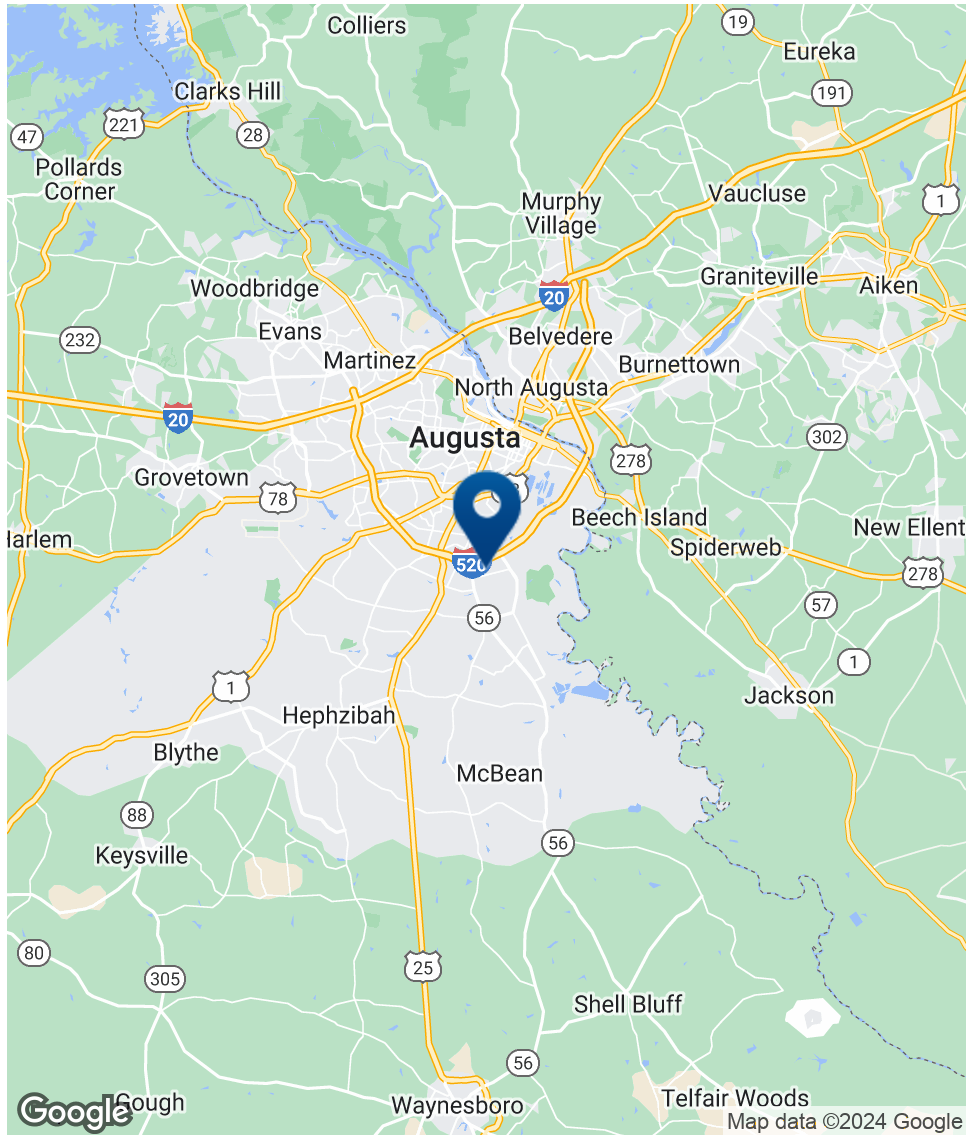 Colliers
19
Eureka
Clarks Hill
191
221
28
47
Pollards
Corner
Vaucluse
1
Murphy
Village
Graniteville
Aiken
Woodbridge
20
Evans
Belvedere
232
Martinez
Burnettown
North Augusta
20
Augusta
302
278
Grovetown
78
Beech Island
New Ellent
Harlem
Spiderweb
520
278
56
57
1
1
Jackson
Hephzibah
Blythe
McBean
88
56
Keysville
80
25
305
Shell Bluff
56
Gough
Waynesboro
Telfair Woods
Google
Map data ©2024 Google